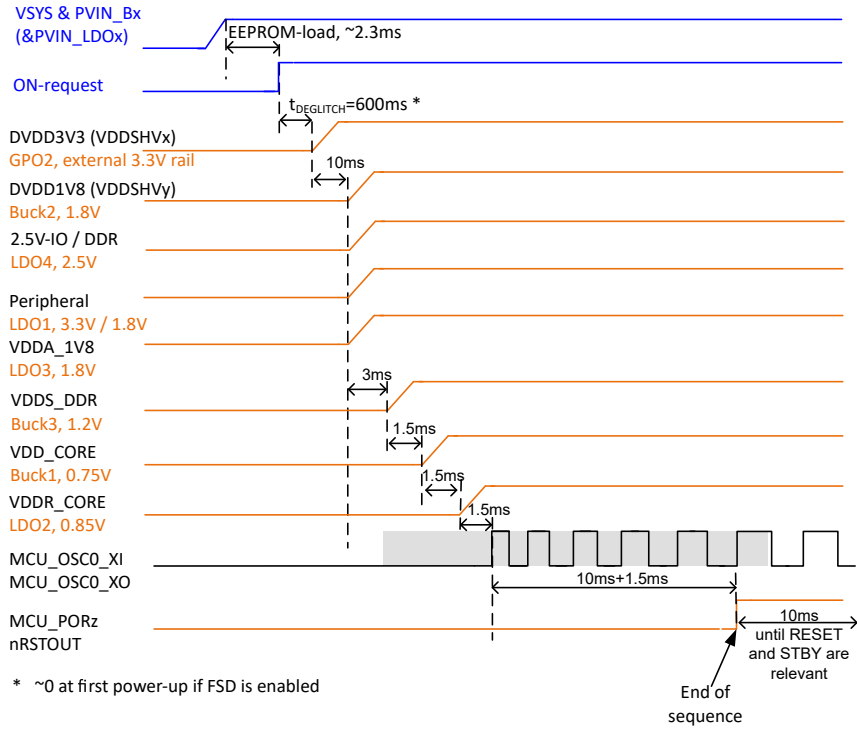 VSYS & PVIN_Bx
(&PVIN_LDOx)
EEPROM-load, ~2.3ms
ON-request
tDEGLITCH=600ms *
DVDD3V3 (VDDSHVx)
GPO2, external 3.3V rail
10ms
DVDD1V8 (VDDSHVy)
Buck2, 1.8V
2.5V-IO / DDR
LDO4, 2.5V
Peripheral
LDO1, 3.3V / 1.8V
VDDA_1V8
LDO3, 1.8V
3ms
VDDS_DDR
Buck3, 1.2V
1.5ms
VDD_CORE
Buck1, 0.75V
1.5ms
VDDR_CORE
LDO2, 0.85V
1.5ms
MCU_OSC0_XI
MCU_OSC0_XO
10ms+1.5ms
MCU_PORz
nRSTOUT
10ms
until RESET
and STBY are
relevant
* ~0 at first power-up if FSD is enabled
End of
sequence